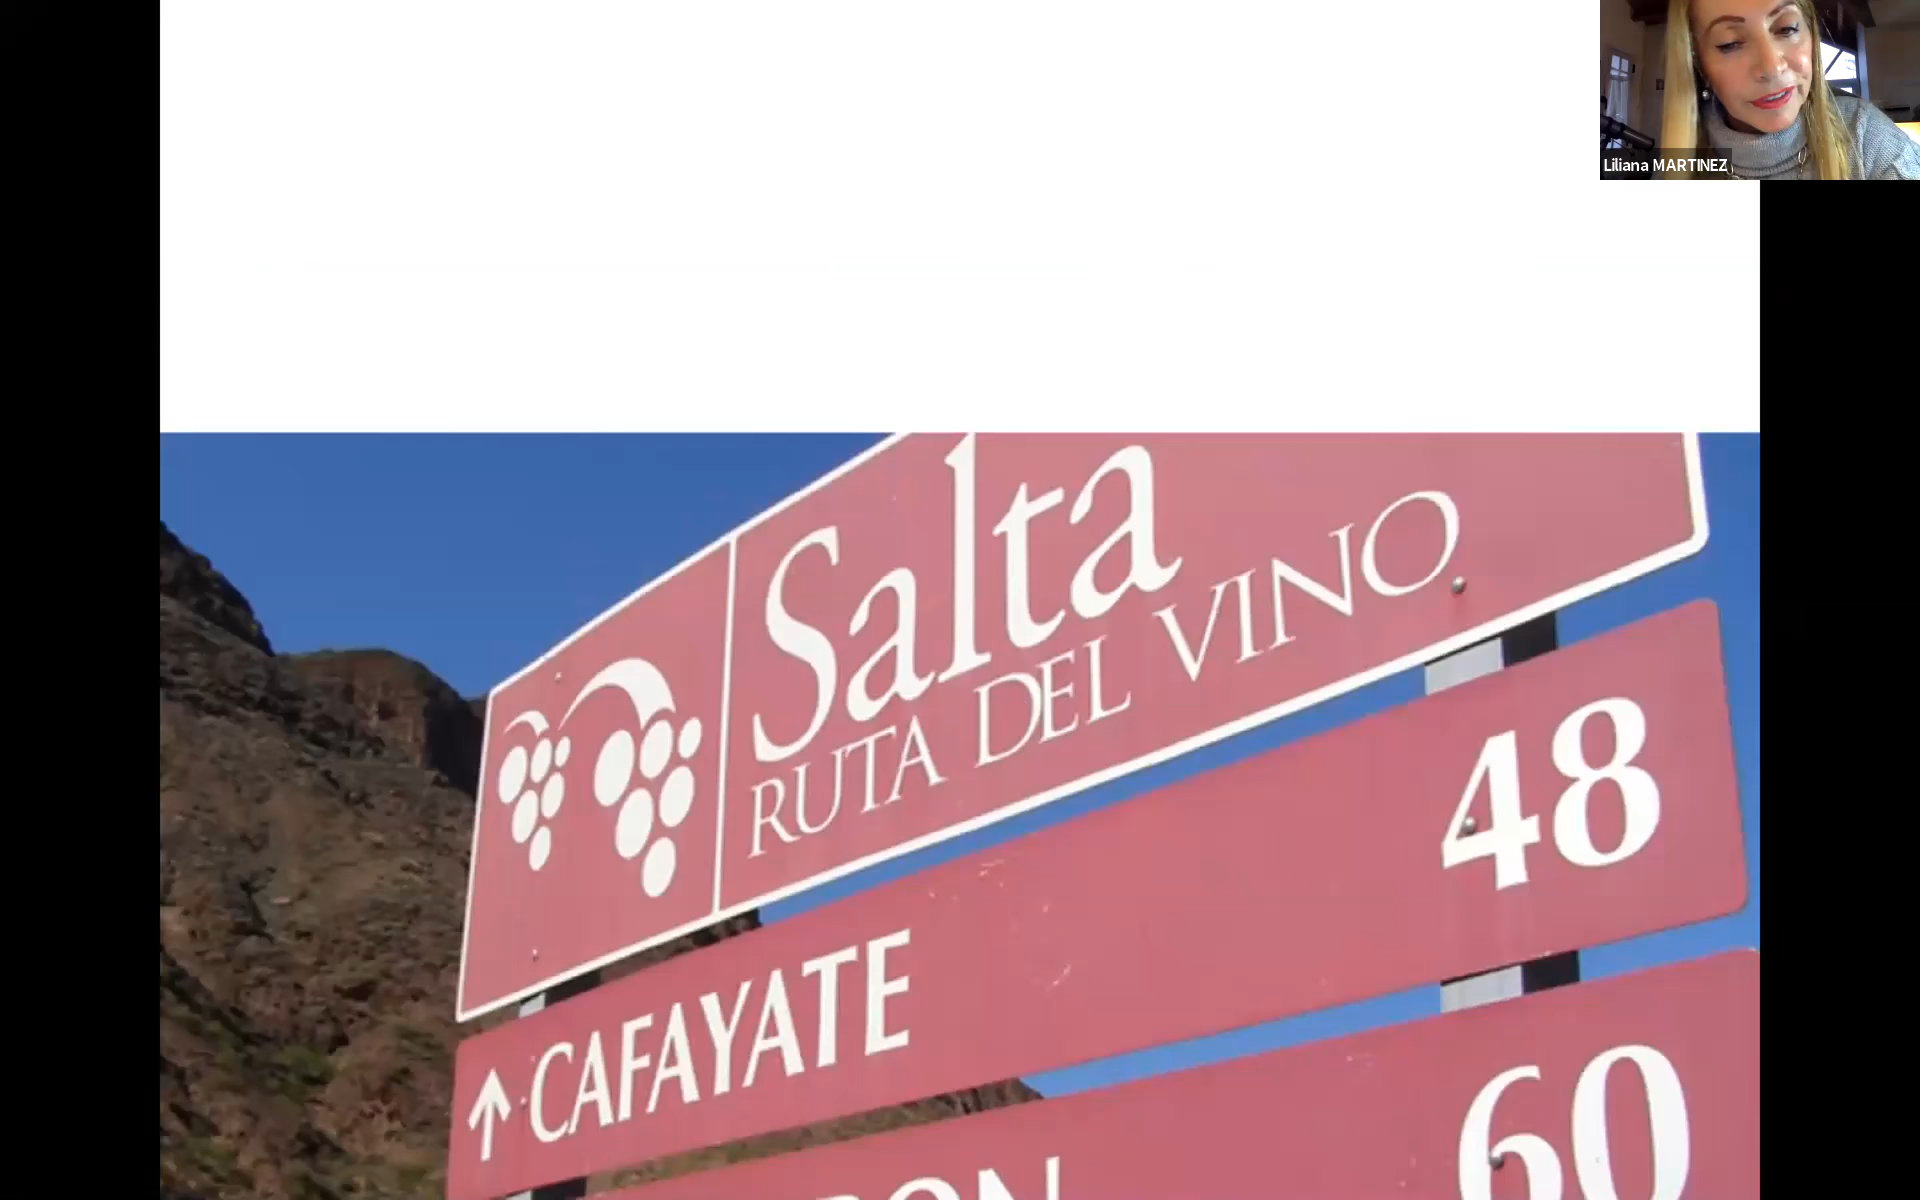 Liliana MARTINEZ
Salta
RUTA DEL VINO
48
CAFAYATE
60